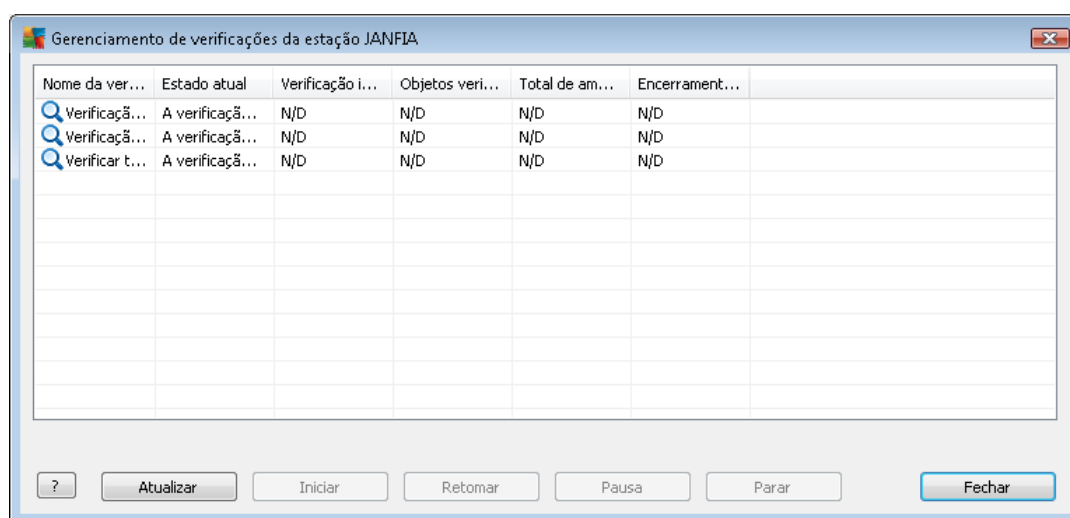 Gerenciamento de verificações da estação JANFIA
Nome da ver... Estado atual Verificação i... Objetos veri... Total de am... Encerrament...
Verificaçã... A verificaçã... N/D N/D N/D N/D
Verificaçã... A verificaçã... N/D N/D N/D N/D
Verificar t... A verificaçã... N/D N/D N/D N/D
? Atualizar Iniciar Retomar Pausa Parar Fechar